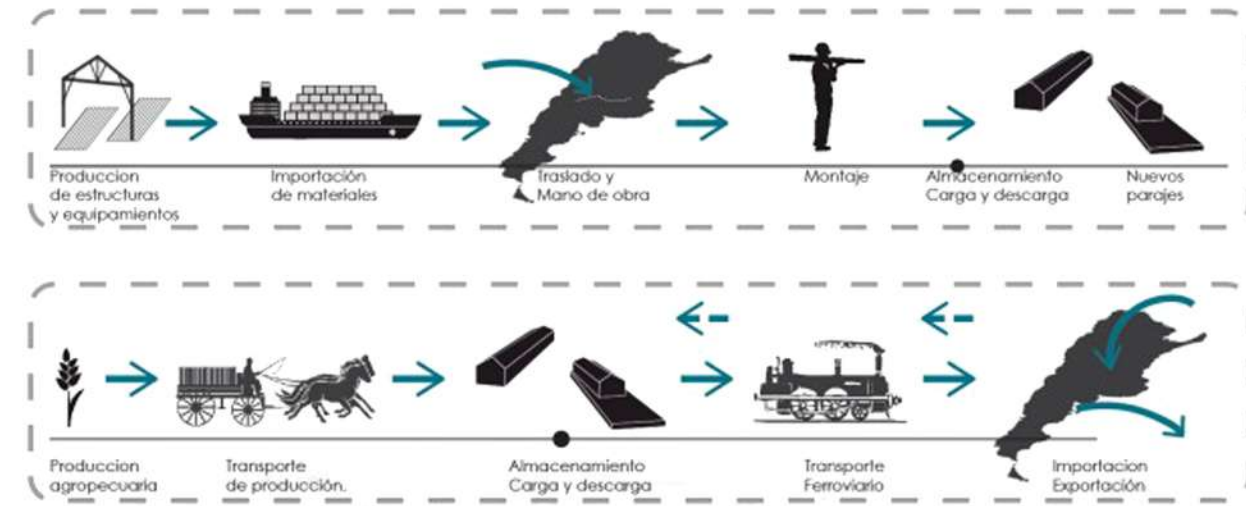 Produccion
de estructuras
y equipamientos
Importación
de materiales
Traslado y
Mano de obra
Montaje
Almacenamiento
Carga y descarga
Nuevos
parajes
Produccion
agropecuaria
Transporte
de producción.
Almacenamiento
Carga y descarga
Transporte
Ferroviario
Importacion
Exportación